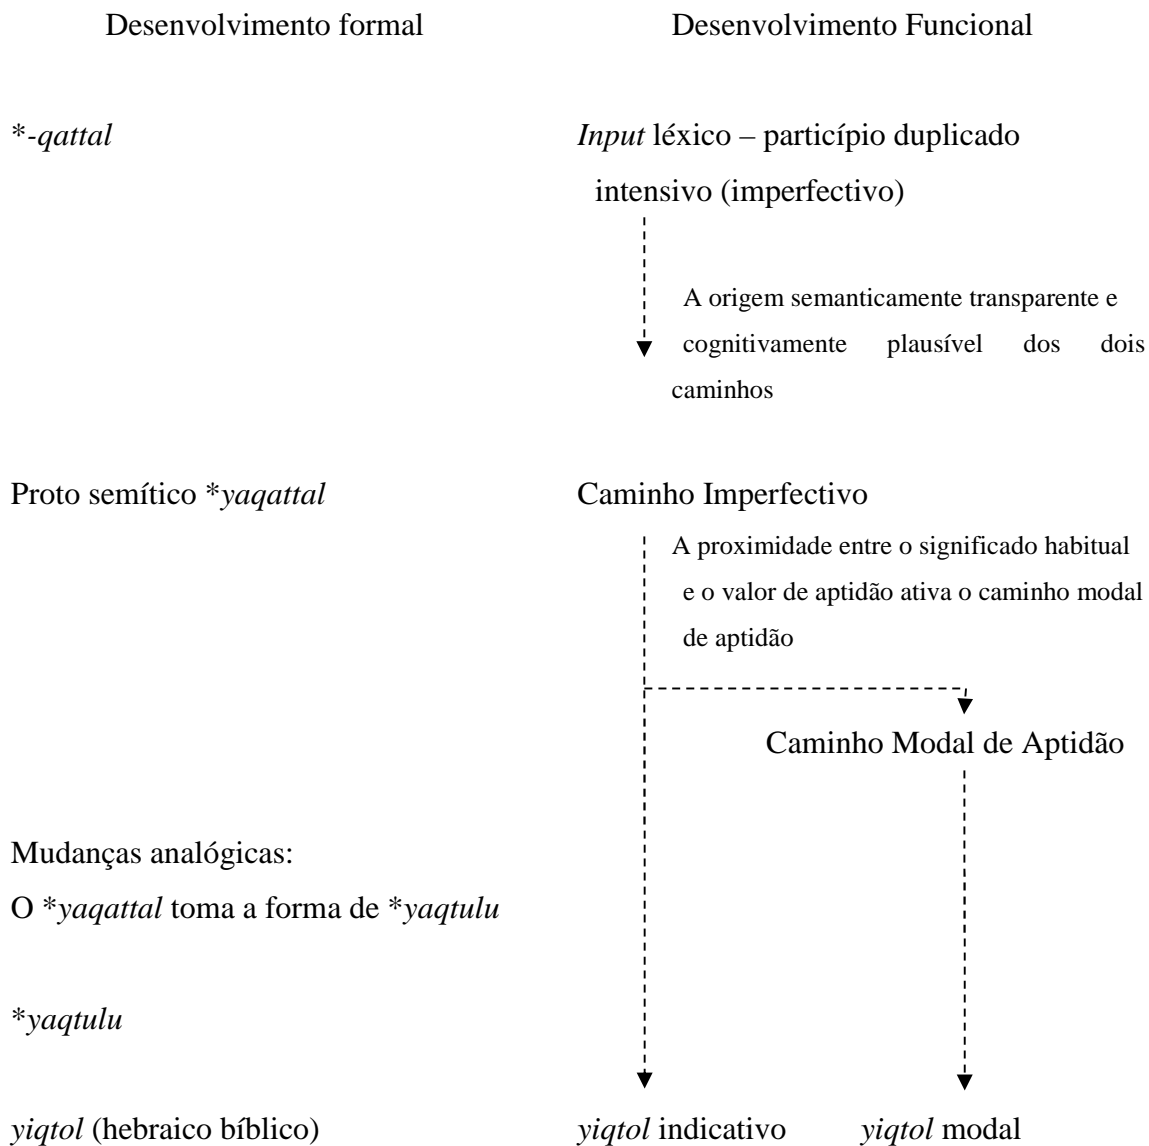 Desenvolvimento formal Desenvolvimento Funcional
*-qattal Input léxico – particípio duplicado
intensivo (imperfectivo)
A origem semanticamente transparente e
cognitivamente plausível dos dois
caminhos
Proto semítico *yaqattal Caminho Imperfectivo
A proximidade entre o significado habitual
e o valor de aptidão ativa o caminho modal
de aptidão
Caminho Modal de Aptidão
Mudanças analógicas:
O *yaqattal toma a forma de *yaqtulu
*yaqtulu
yiqtol (hebraico bíblico) yiqtol indicativo yiqtol modal